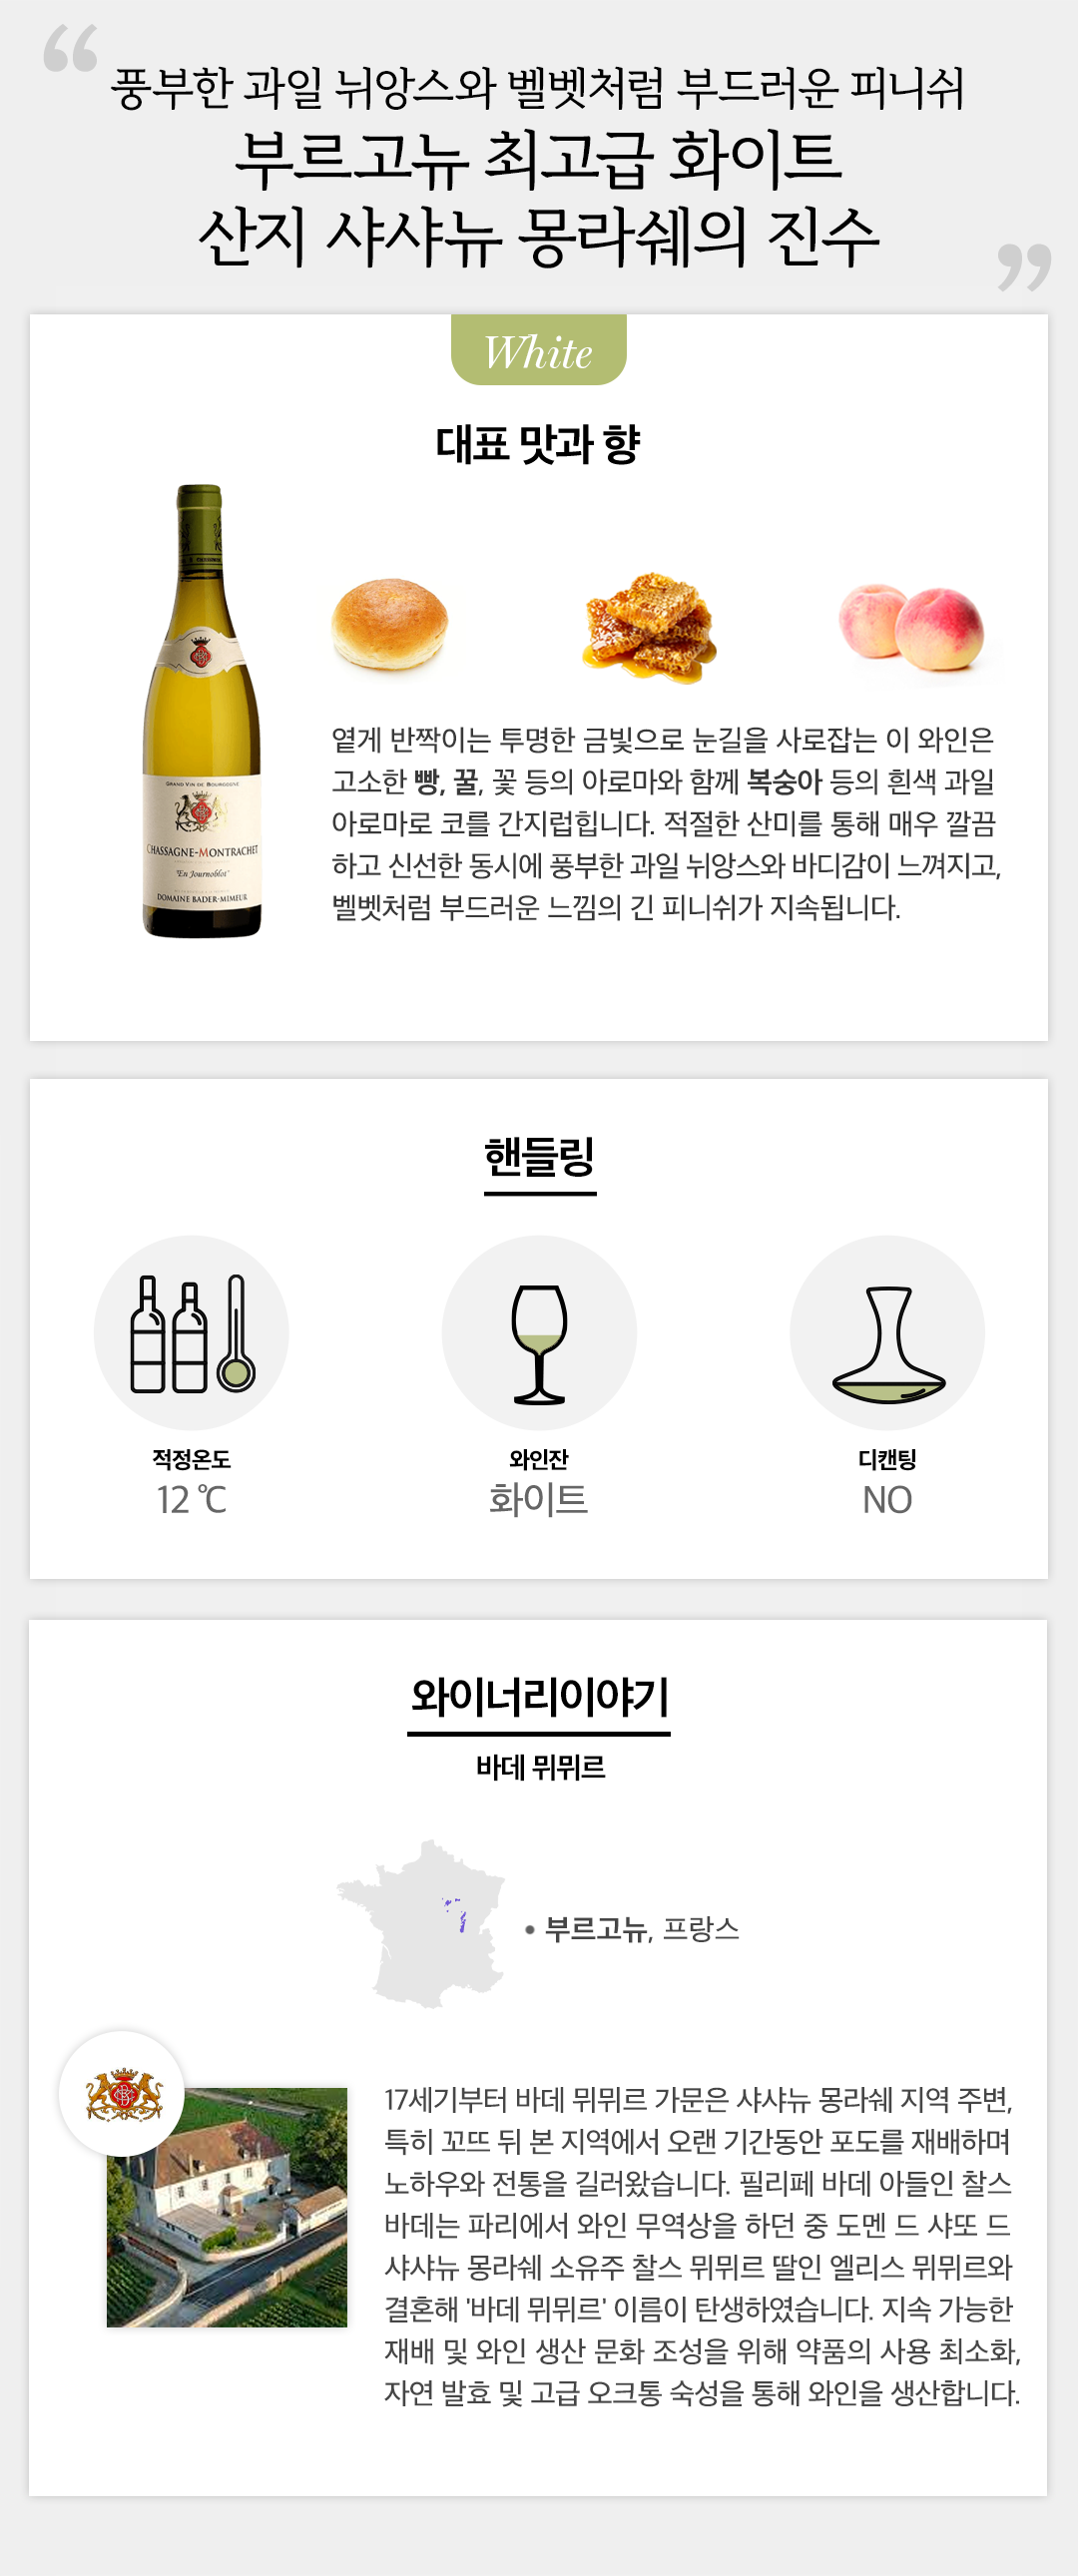 풍부한 과일 뉘앙스와 벨벳처럼 부드러운 피니쉬
부르고뉴 최고급 화이트
산지 샤샤뉴 몽라쉐의 진수
White
대표 맛과 향
GRAND VIN DE BOURGOGNE
CHASSAGNE-MONTRACHET
"En Journoblot"
DOMAINE BADER-MIMEUR
옅게 반짝이는 투명한 금빛으로 눈길을 사로잡는 이 와인은
고소한 빵, 꿀, 꽃 등의 아로마와 함께 복숭아 등의 흰색 과일
아로마로 코를 간지럽힙니다. 적절한 산미를 통해 매우 깔끔
하고 신선한 동시에 풍부한 과일 뉘앙스와 바디감이 느껴지고,
벨벳처럼 부드러운 느낌의 긴 피니쉬가 지속됩니다.
핸들링
적정온도
12 ℃
와인잔
화이트
디캔팅
NO
와이너리이야기
바데 뮈뮈르
부르고뉴, 프랑스
17세기부터 바데 뮈뮈르 가문은 샤샤뉴 몽라쉐 지역 주변,
특히 꼬뜨 뒤 본 지역에서 오랜 기간동안 포도를 재배하며
노하우와 전통을 길러왔습니다. 필리페 바데 아들인 찰스
바데는 파리에서 와인 무역상을 하던 중 도멘 드 샤또 드
샤샤뉴 몽라쉐 소유주 찰스 뮈뮈르 딸인 엘리스 뮈뮈르와
결혼해 '바데 뮈뮈르' 이름이 탄생하였습니다. 지속 가능한
재배 및 와인 생산 문화 조성을 위해 약품의 사용 최소화,
자연 발효 및 고급 오크통 숙성을 통해 와인을 생산합니다.